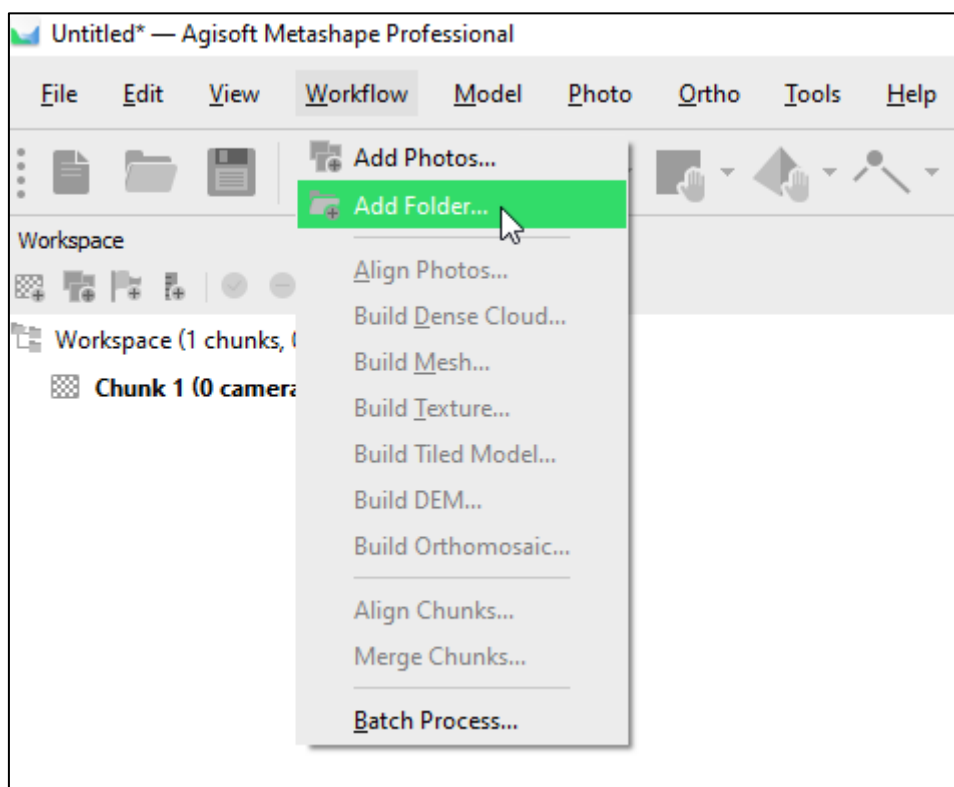 Untitled* — Agisoft Metashape Professional
File Edit View Workflow Model Photo Ortho Tools Help
Add Photos...
Add Folder...
Workspace
Align Photos...
Build Dense Cloud...
Workspace (1 chunks,
Build Mesh...
Chunk 1 (0 camera
Build Texture...
Build Tiled Model...
Build DEM...
Build Orthomosaic...
Align Chunks...
Merge Chunks...
Batch Process...